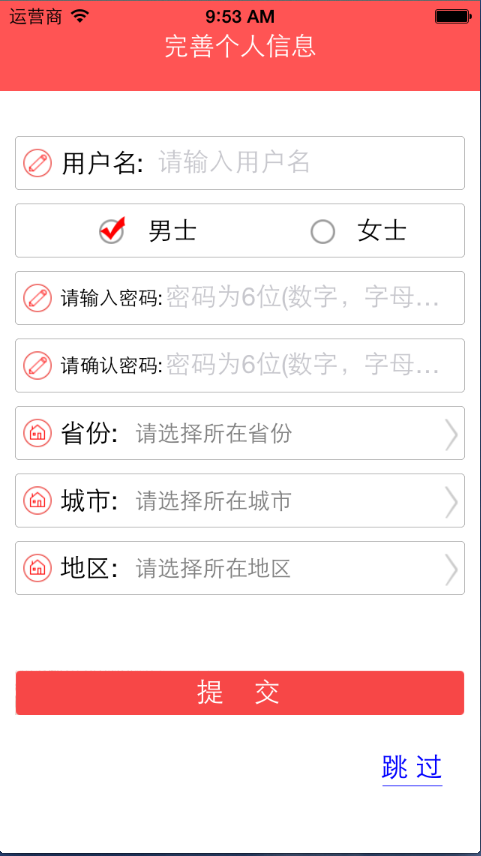 运营商 9:53 AM
完善个人信息
用户名: 请输入用户名
男士 女士
请输入密码: 密码为6位(数字，字母...
请确认密码: 密码为6位(数字，字母...
省份: 请选择所在省份
城市: 请选择所在城市
地区: 请选择所在地区
提 交
跳 过